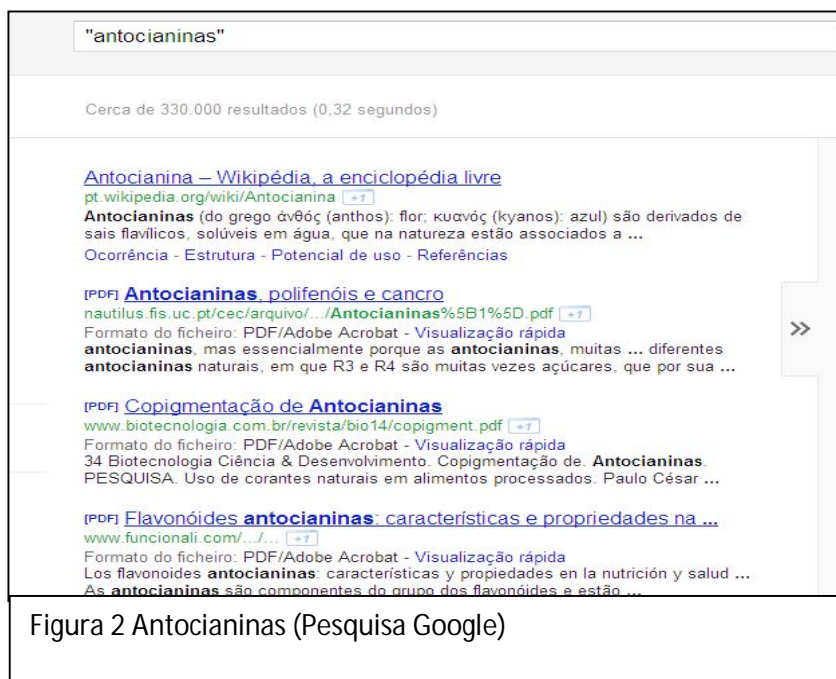 "antocianinas"
Cerca de 330.000 resultados (0,32 segundos)
Antocianina – Wikipédia, a enciclopédia livre
pt.wikipedia.org/wiki/Antocianina +1
Antocianinas (do grego άνθός (anthos): flor; κυανός (kyanos): azul) são derivados de
sais flavílicos, solúveis em água, que na natureza estão associados a ...
Ocorrência - Estrutura - Potencial de uso - Referências
[PDF] Antocianinas, polifenóis e cancro
nautilus.fis.uc.pt/cec/arquivo/.../Antocianinas%5B1%5D.pdf +1
Formato do ficheiro: PDF/Adobe Acrobat - Visualização rápida
antocianinas, mas essencialmente porque as antocianinas, muitas ... diferentes
antocianinas naturais, em que R3 e R4 são muitas vezes açúcares, que por sua ...
[PDF] Copigmentação de Antocianinas
www.biotecnologia.com.br/revista/bio14/copigment.pdf +1
Formato do ficheiro: PDF/Adobe Acrobat - Visualização rápida
34 Biotecnologia Ciência & Desenvolvimento. Copigmentação de. Antocianinas.
PESQUISA. Uso de corantes naturais em alimentos processados. Paulo César ...
[PDF] Flavonóides antocianinas: características e propriedades na ...
www.funcionali.com/.../... +1
Formato do ficheiro: PDF/Adobe Acrobat - Visualização rápida
Los flavonoides antocianinas: características y propiedades en la nutrición y salud ...
As antocianinas são componentes do grupo dos flavonóides e estão ...
Figura 2 Antocianinas (Pesquisa Google)